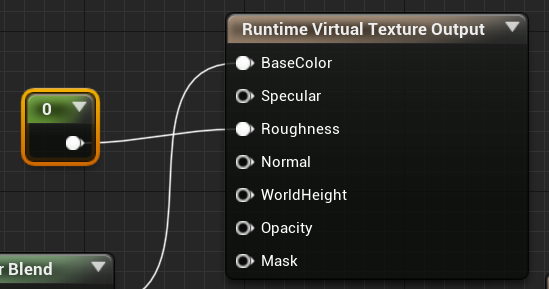 Runtime Virtual Texture Output
BaseColor
0
Specular
Roughness
Normal
WorldHeight
Opacity
Mask
r Blend